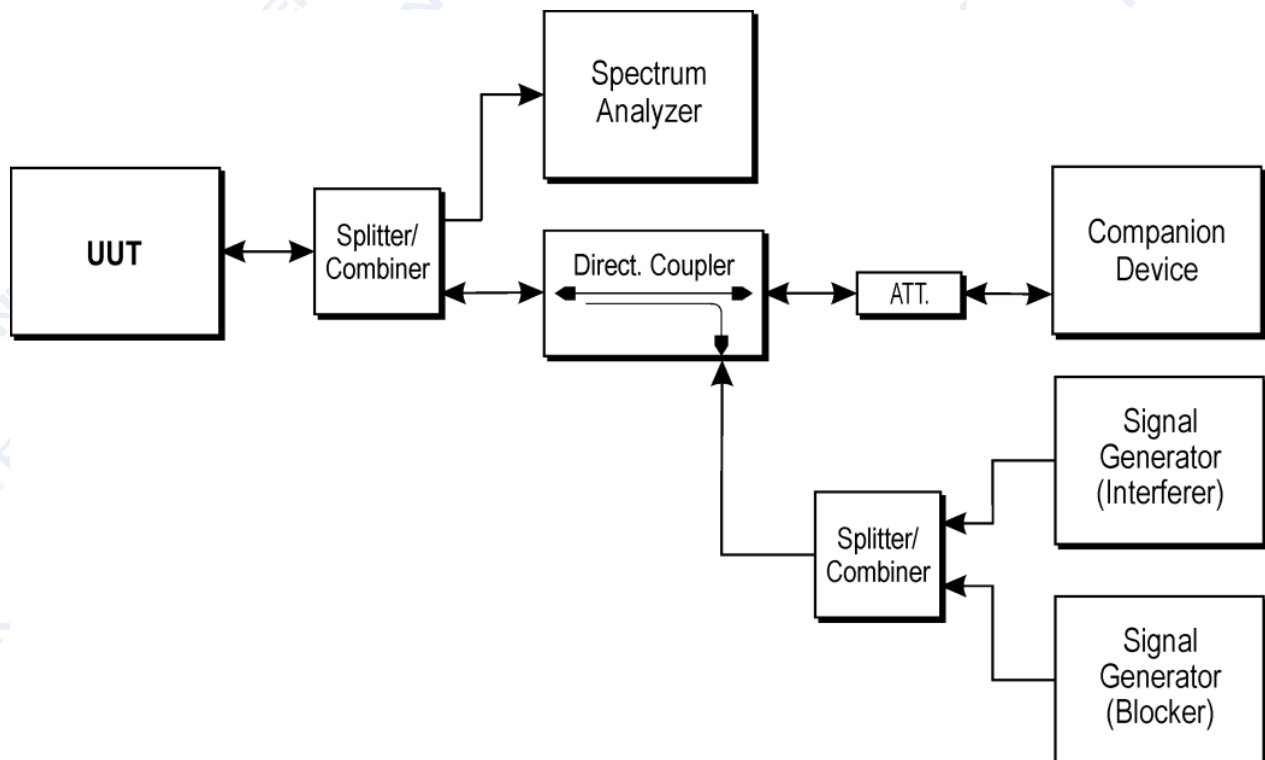 Spectrum
Analyzer
UUT
Splitter/
Combiner
Direct. Coupler
ATT.
Companion
Device
Signal
Generator
(Interferer)
Splitter/
Combiner
Signal
Generator
(Blocker)